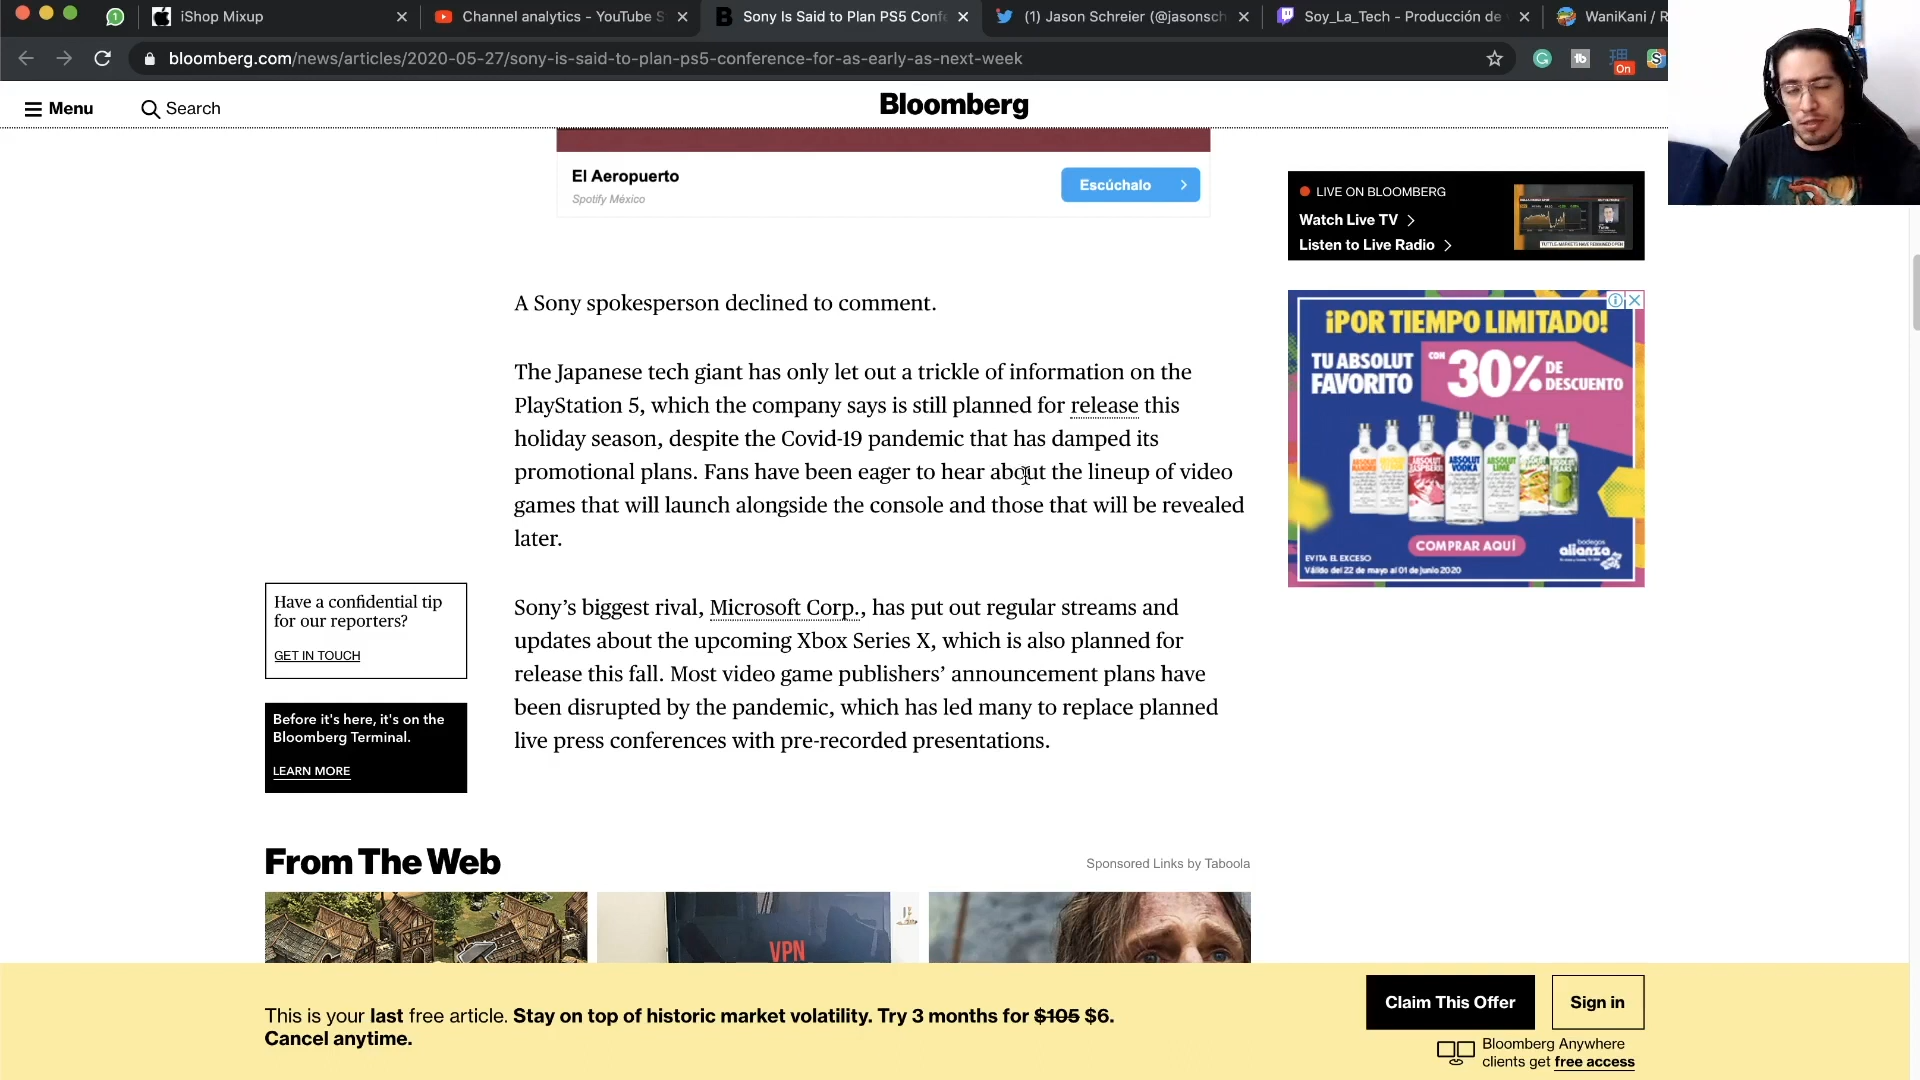 iShop Mixup
Channel analytics - YouTube S
Sony Is Said to Plan PS5 Conf
(1) Jason Schreier (@jasonsch
Soy_La_Tech - Producción de
WaniKani / R
bloomberg.com/news/articles/2020-05-27/sony-is-said-to-plan-ps5-conference-for-as-early-as-next-week
On
Menu
Search
Bloomberg
El Aeropuerto
Spotify México
Escúchalo
LIVE ON BLOOMBERG
Watch Live TV
Listen to Live Radio
A Sony spokesperson declined to comment.
The Japanese tech giant has only let out a trickle of information on the
PlayStation 5, which the company says is still planned for release this
holiday season, despite the Covid-19 pandemic that has damped its
promotional plans. Fans have been eager to hear about the lineup of video
games that will launch alongside the console and those that will be revealed
later.
Sony’s biggest rival, Microsoft Corp., has put out regular streams and
updates about the upcoming Xbox Series X, which is also planned for
release this fall. Most video game publishers’ announcement plans have
been disrupted by the pandemic, which has led many to replace planned
live press conferences with pre-recorded presentations.
¡POR TIEMPO LIMITADO!
TU ABSOLUT
FAVORITO
CON
30%
DE
DESCUENTO
COMPRAR AQUÍ
bodegas
alianza
EVITA EL EXCESO
Válido del 22 de mayo al 01 de junio 2020
Have a confidential tip
for our reporters?
GET IN TOUCH
Before it's here, it's on the
Bloomberg Terminal.
LEARN MORE
From The Web
Sponsored Links by Taboola
VPN
This is your last free article. Stay on top of historic market volatility. Try 3 months for $105 $6.
Cancel anytime.
Claim This Offer
Sign in
Bloomberg Anywhere
clients get free access